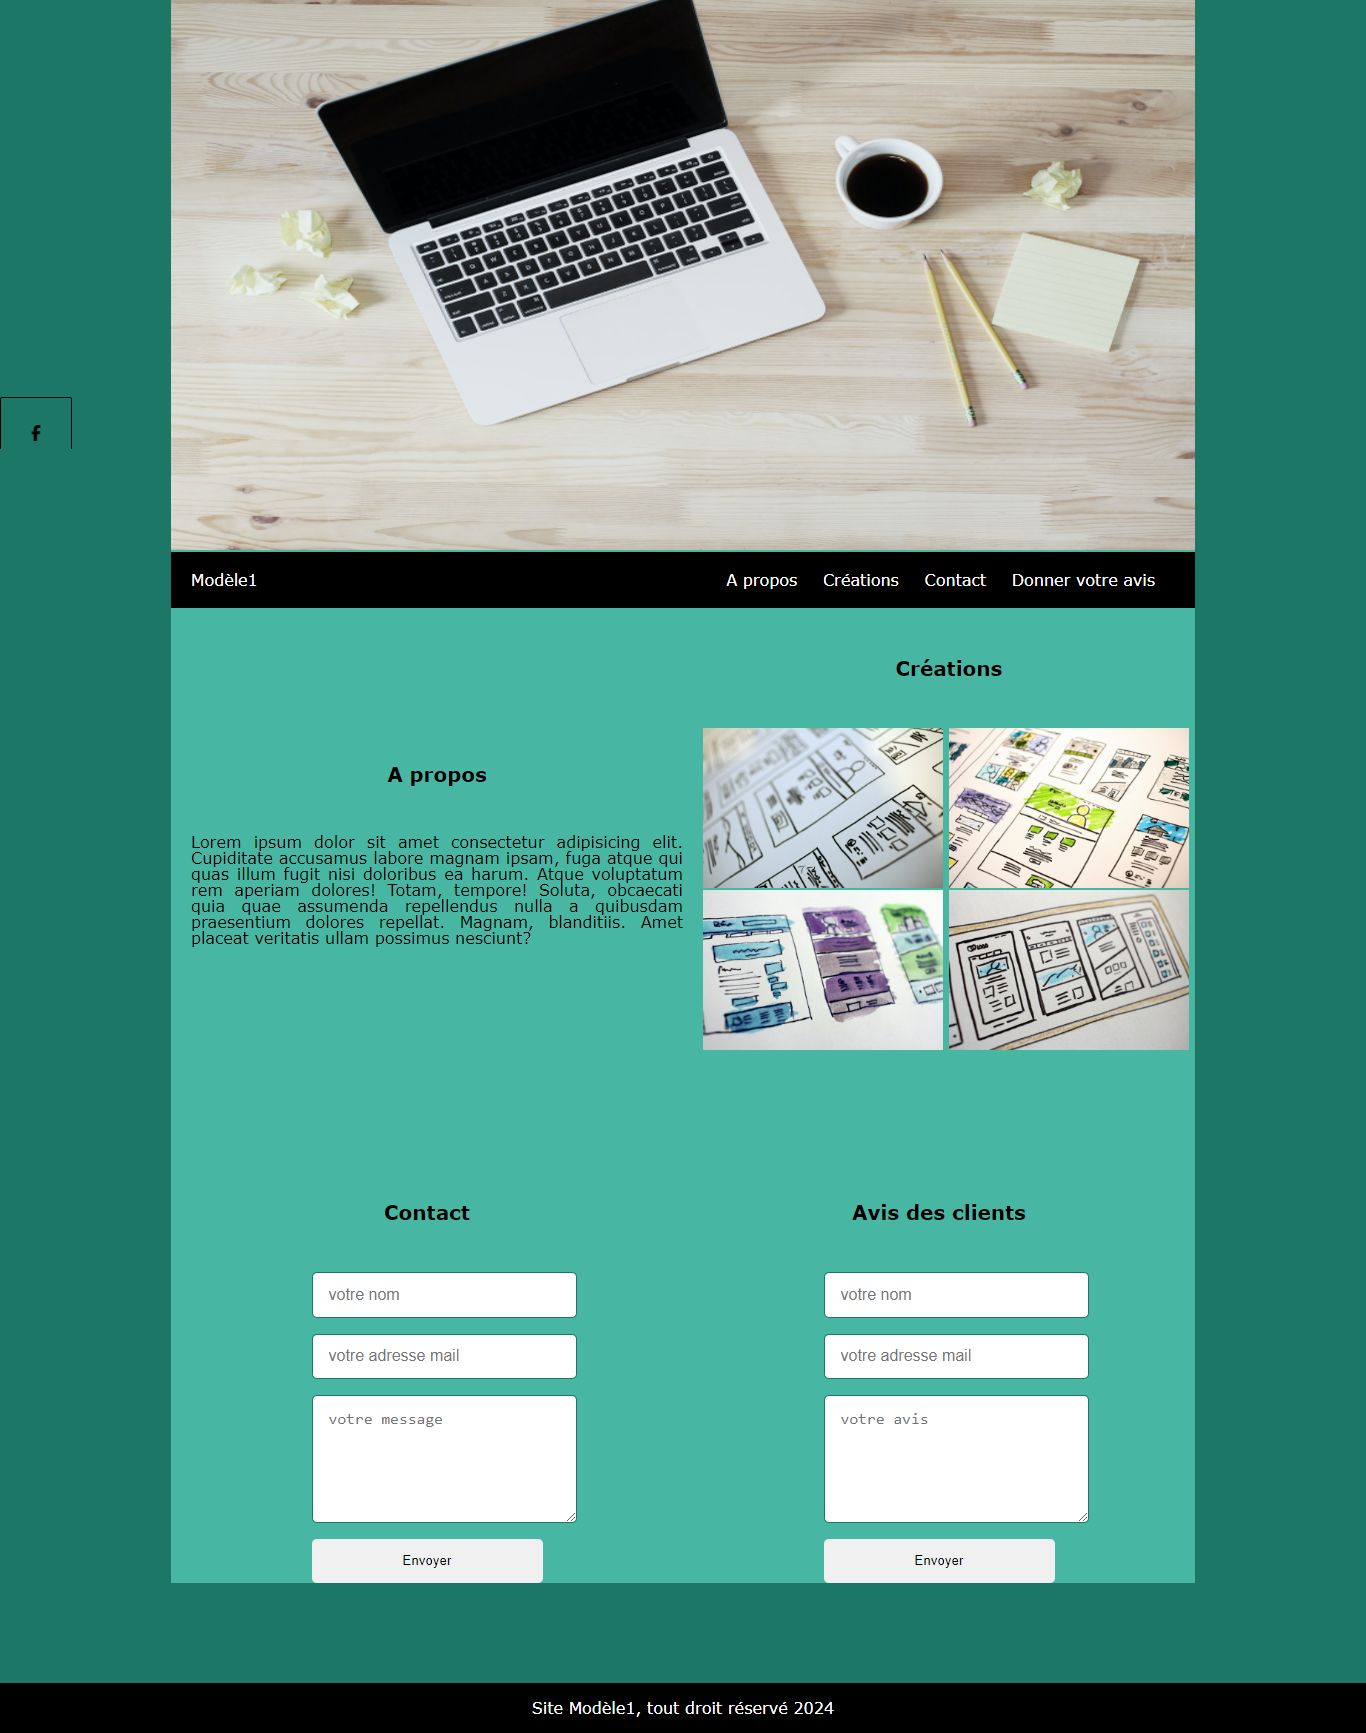 Modèle1
A propos
Créations
Contact
Donner votre avis
A propos
Lorem ipsum dolor sit amet consectetur adipisicing elit.
Cupiditate accusamus labore magnam ipsam, fuga atque qui
quas illum fugit nisi doloribus ea harum. Atque voluptatum
rem aperiam dolores! Totam, tempore! Soluta, obcaecati
quia quae assumenda repellendus nulla a quibusdam
praesentium dolores repellat. Magnam, blanditiis. Amet
placeat veritatis ullam possimus nesciunt?
Créations
Contact
votre nom
votre adresse mail
votre message
Envoyer
Avis des clients
votre nom
votre adresse mail
votre avis
Envoyer
Site Modèle1, tout droit réservé 2024